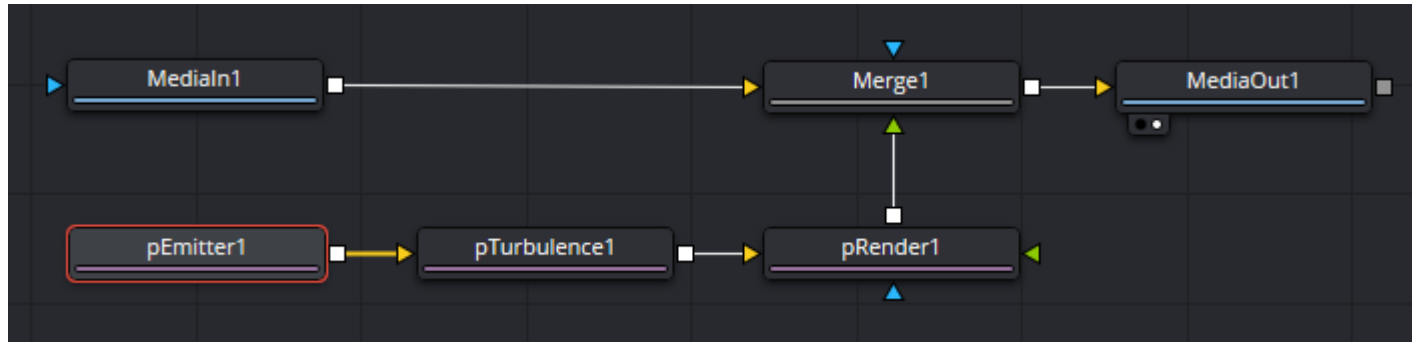 MediaIn1
Merge1
MediaOut1
pEmitter1
pTurbulence1
pRender1